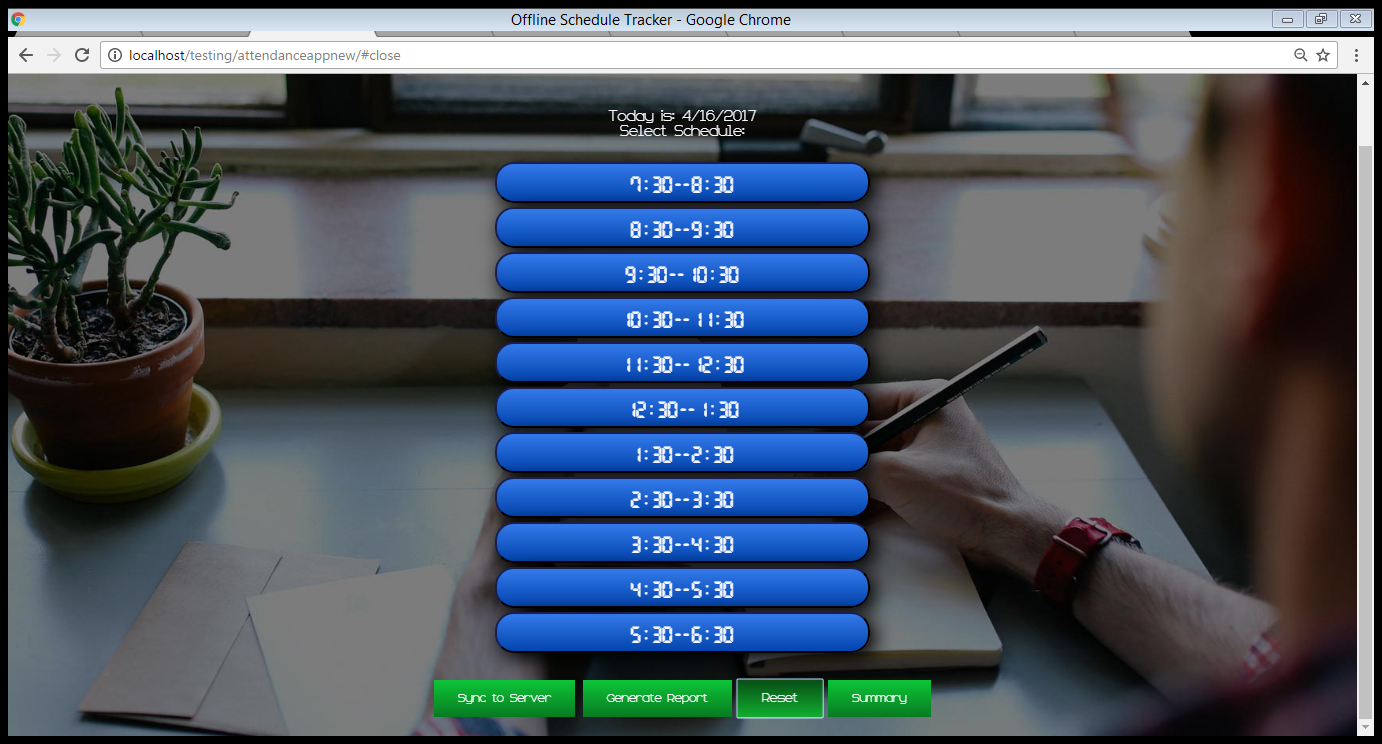 Offline Schedule Tracker - Google Chrome
localhost/testing/attendanceappnew/#close
Today is: 4/16/2017
Select Schedule:
7:30--8:30
8:30--9:30
9:30-- 10:30
10:30-- 11:30
11:30-- 12:30
12:30-- 1:30
1:30--2:30
2:30--3:30
3:30--4:30
4:30--5:30
5:30--6:30
Sync to Server Generate Report Reset Summary